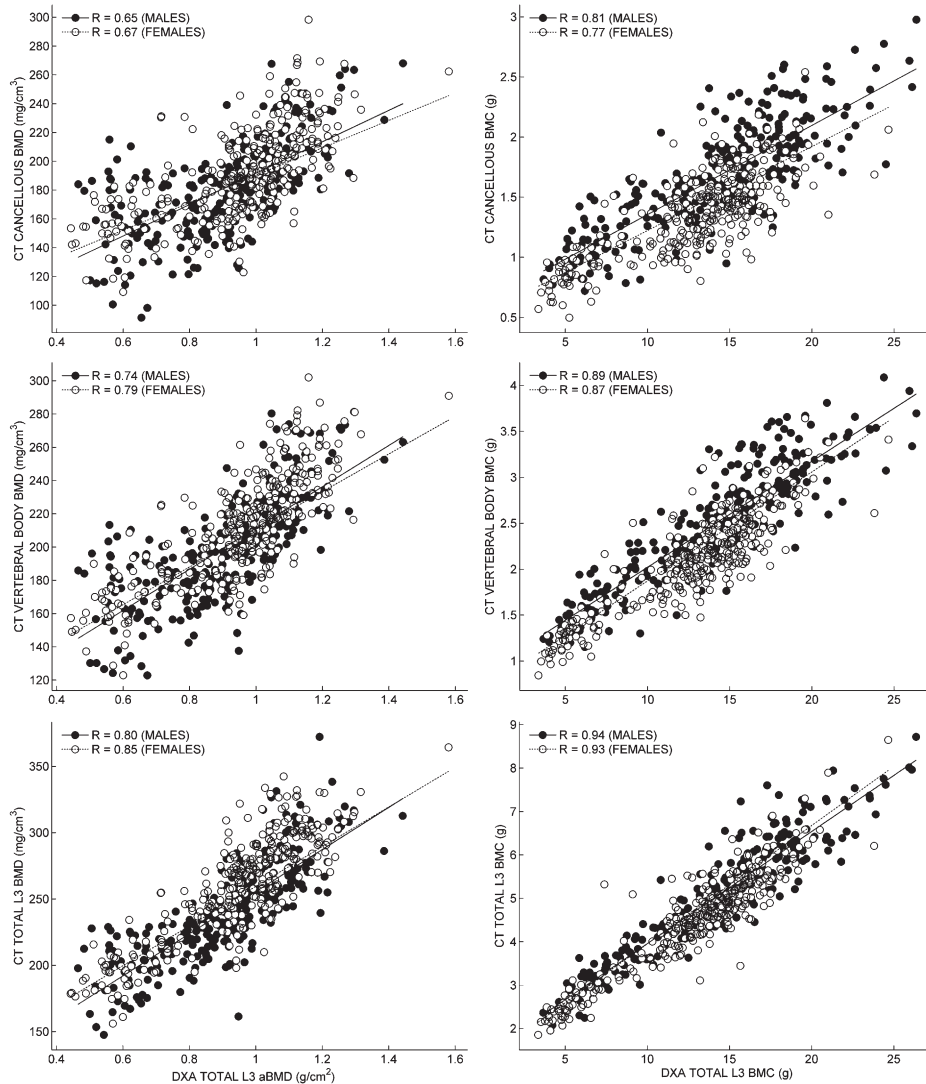 R = 0.65 (MALES)
R = 0.67 (FEMALES)
CT CANCELLOUS BMD (mg/cm³)
300
280
260
240
220
200
180
160
140
120
100
0.4 0.6 0.8 1 1.2 1.4 1.6
R = 0.81 (MALES)
R = 0.77 (FEMALES)
CT CANCELLOUS BMC (g)
3
2.5
2
1.5
1
0.5
5 10 15 20 25
R = 0.74 (MALES)
R = 0.79 (FEMALES)
CT VERTEBRAL BODY BMD (mg/cm³)
300
280
260
240
220
200
180
160
140
120
0.4 0.6 0.8 1 1.2 1.4 1.6
R = 0.89 (MALES)
R = 0.87 (FEMALES)
CT VERTEBRAL BODY BMC (g)
4
3.5
3
2.5
2
1.5
1
5 10 15 20 25
R = 0.80 (MALES)
R = 0.85 (FEMALES)
CT TOTAL L3 BMD (mg/cm³)
350
300
250
200
150
0.4 0.6 0.8 1 1.2 1.4 1.6
DXA TOTAL L3 aBMD (g/cm²)
R = 0.94 (MALES)
R = 0.93 (FEMALES)
CT TOTAL L3 BMC (g)
9
8
7
6
5
4
3
2
5 10 15 20 25
DXA TOTAL L3 BMC (g)